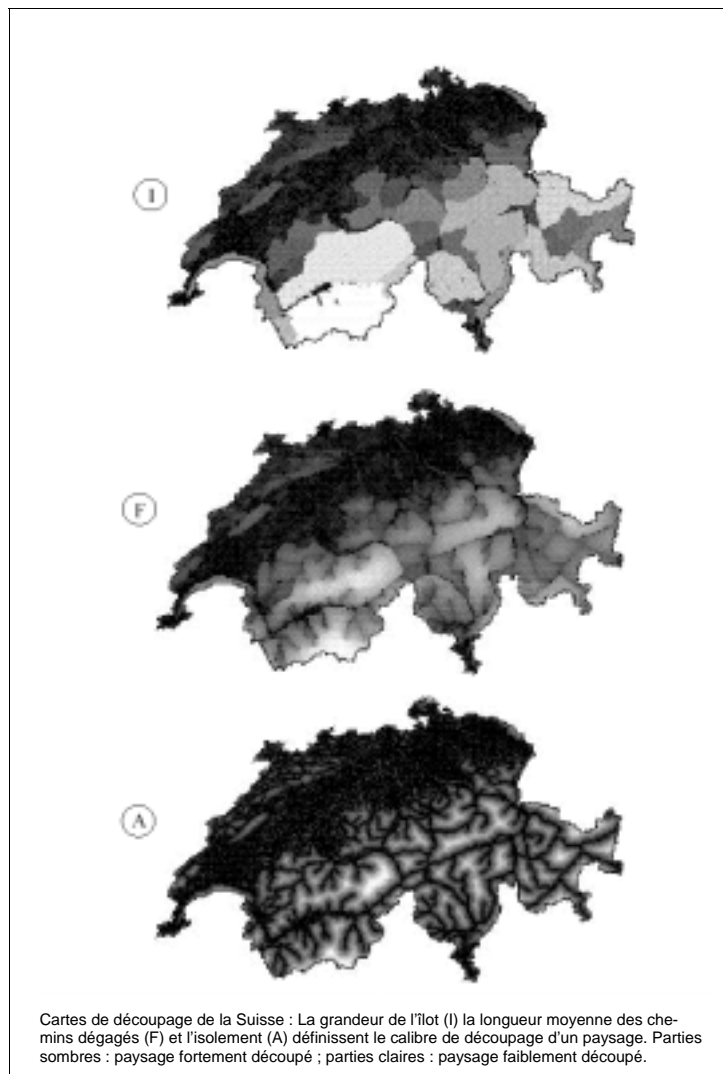 I
F
A
Cartes de découpage de la Suisse : La grandeur de l'îlot (I) la longueur moyenne des che-
mins dégagés (F) et l'isolement (A) définissent le calibre de découpage d'un paysage. Parties
sombres : paysage fortement découpé ; parties claires : paysage faiblement découpé.